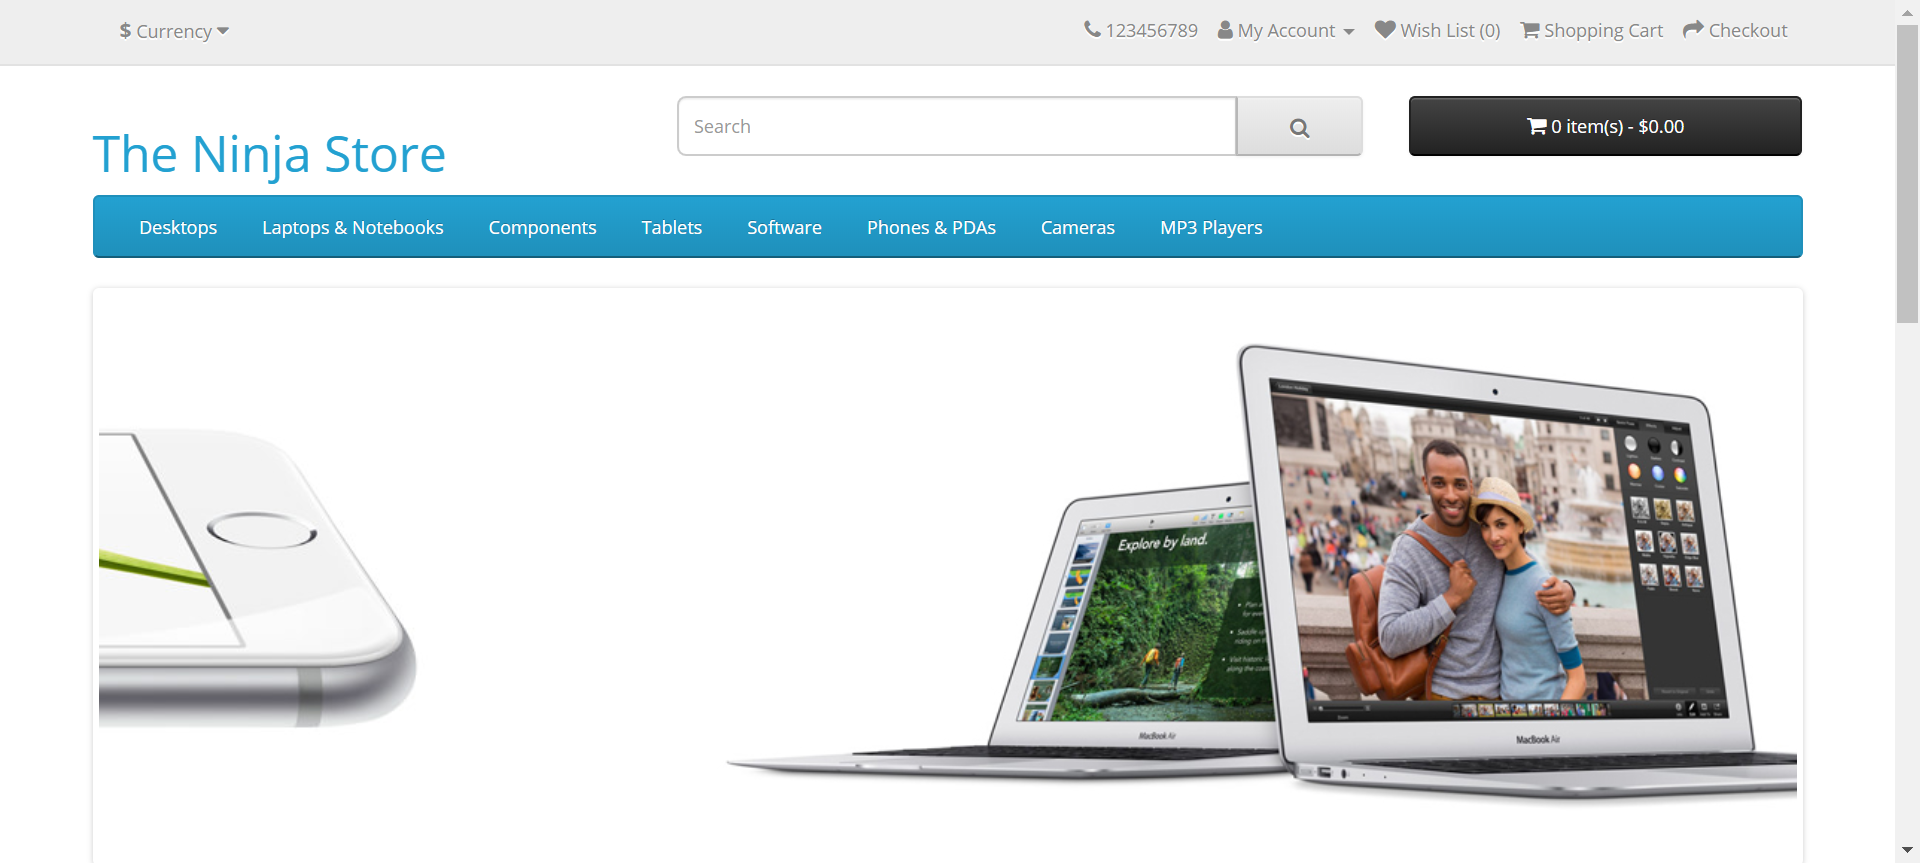 $ Currency
123456789 My Account Wish List (0) Shopping Cart Checkout
The Ninja Store
Search
0 item(s) - $0.00
Desktops Laptops & Notebooks Components Tablets Software Phones & PDAs Cameras MP3 Players
Explore by land.
MacBook Air
MacBook Air